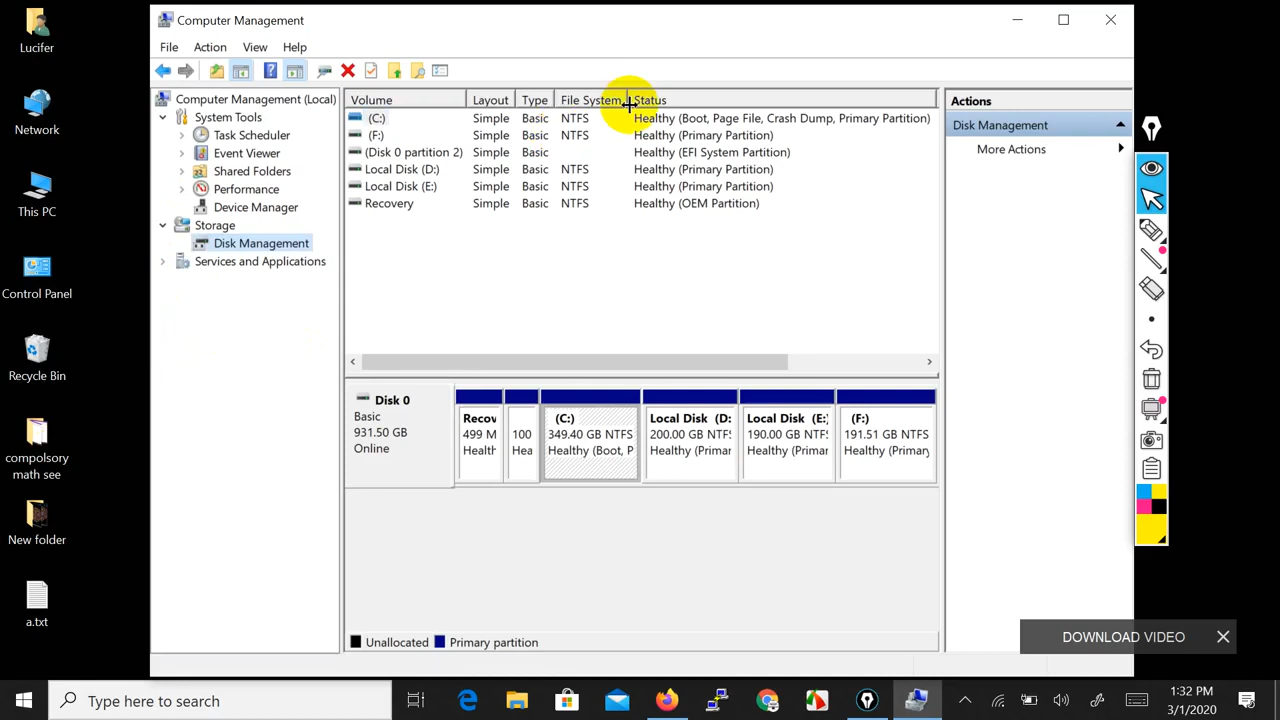 Lucifer
Network
This PC
Control Panel
Recycle Bin
compolsory
math see
New folder
a.txt
Computer Management
File Action View Help
Computer Management (Local)
System Tools
Task Scheduler
Event Viewer
Shared Folders
Performance
Device Manager
Storage
Disk Management
Services and Applications
Volume Layout Type File System Status
(C:) Simple Basic NTFS Healthy (Boot, Page File, Crash Dump, Primary Partition)
(F:) Simple Basic NTFS Healthy (Primary Partition)
(Disk 0 partition 2) Simple Basic Healthy (EFI System Partition)
Local Disk (D:) Simple Basic NTFS Healthy (Primary Partition)
Local Disk (E:) Simple Basic NTFS Healthy (Primary Partition)
Recovery Simple Basic NTFS Healthy (OEM Partition)
Disk 0
Basic
931.50 GB
Online
Recov
499 M
Health
100
Hea
(C:)
349.40 GB NTFS
Healthy (Boot, P
Local Disk (D:
200.00 GB NTF
Healthy (Primar
Local Disk (E:
190.00 GB NTF
Healthy (Primar
(F:)
191.51 GB NTF
Healthy (Primary
Unallocated Primary partition
Actions
Disk Management
More Actions
DOWNLOAD VIDEO
Type here to search
1:32 PM
3/1/2020